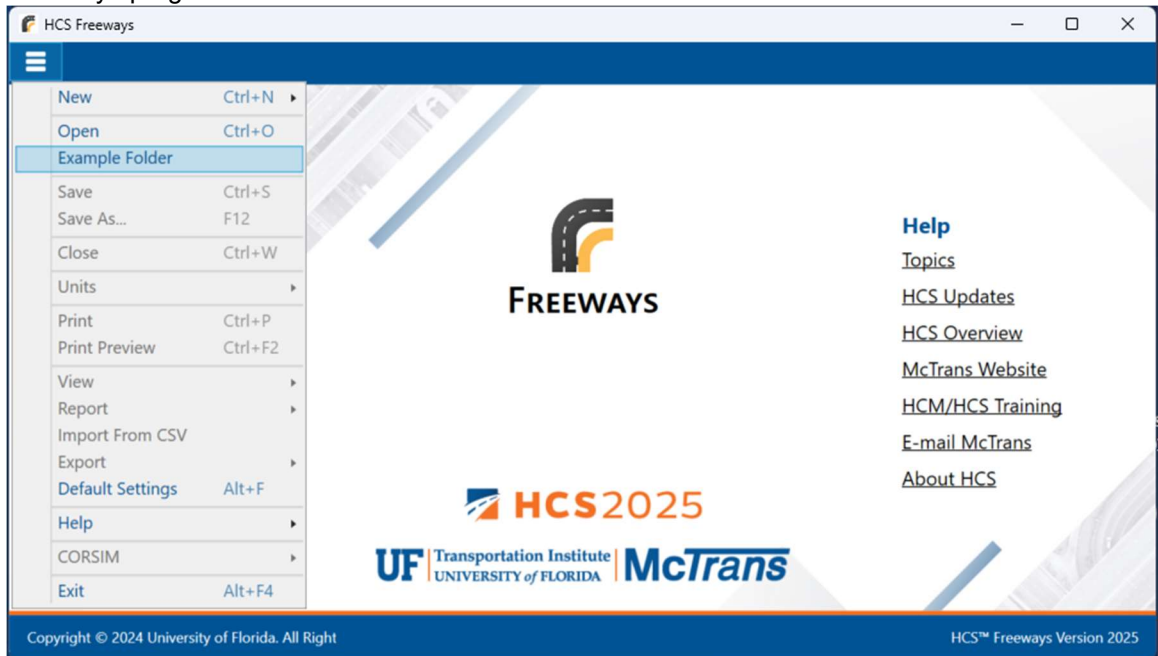 HCS Freeways
New Ctrl+N
Open Ctrl+O
Example Folder
Save Ctrl+S
Save As... F12
Close Ctrl+W
Units
Print Ctrl+P
Print Preview Ctrl+F2
View
Report
Import From CSV
Export
Default Settings Alt+F
Help
CORSIM
Exit Alt+F4
FREEWAYS
HCS2025
UF Transportation Institute
UNIVERSITY of FLORIDA
McTrans
Help
Topics
HCS Updates
HCS Overview
McTrans Website
HCM/HCS Training
E-mail McTrans
About HCS
Copyright © 2024 University of Florida. All Right
HCS™ Freeways Version 2025